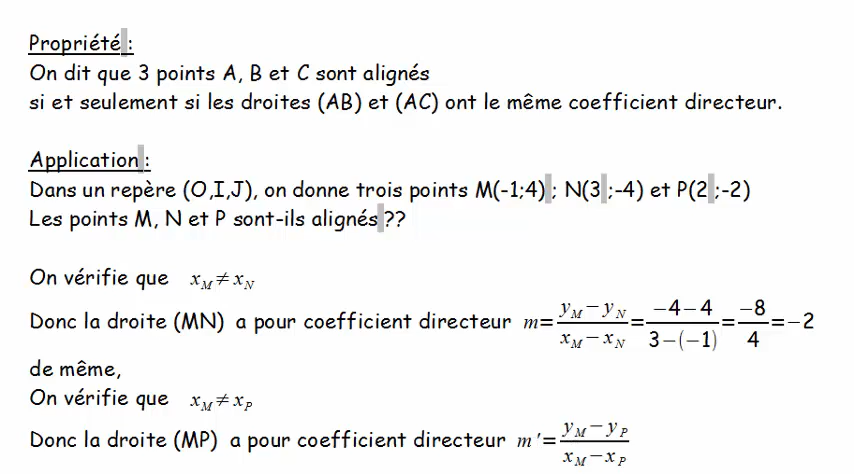 Propriété :
On dit que 3 points A, B et C sont alignés
si et seulement si les droites (AB) et (AC) ont le même coefficient directeur.
Application :
Dans un repère (O,I,J), on donne trois points M(-1;4) ; N(3 ;-4) et P(2 ;-2)
Les points M, N et P sont-ils alignés ??
On vérifie que x_M ≠ x_N
Donc la droite (MN) a pour coefficient directeur m = (y_M − y_N)/(x_M − x_N) = (−4−4)/(3−(−1)) = −8/4 = −2
de même,
On vérifie que x_M ≠ x_P
Donc la droite (MP) a pour coefficient directeur m' = (y_M − y_P)/(x_M − x_P)